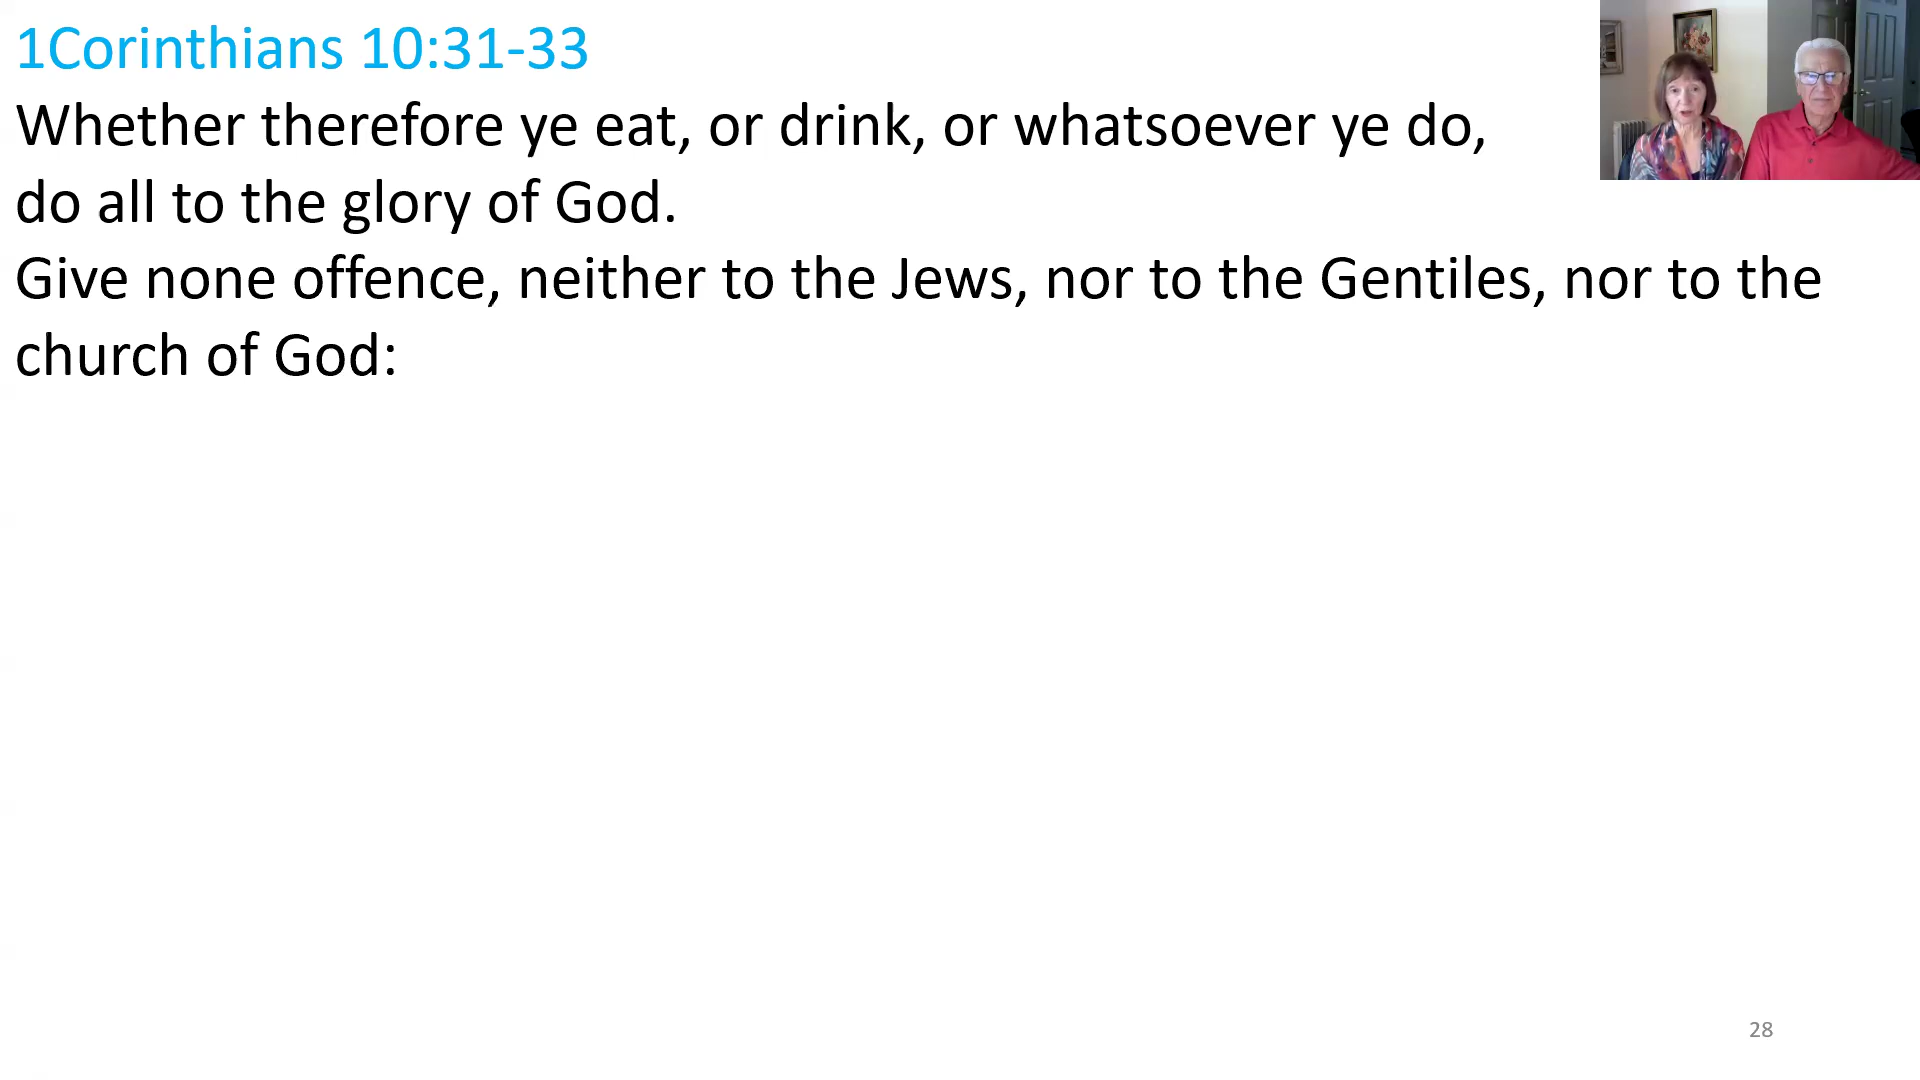 1Corinthians 10:31-33
Whether therefore ye eat, or drink, or whatsoever ye do,
do all to the glory of God.
Give none offence, neither to the Jews, nor to the Gentiles, nor to the
church of God:
28